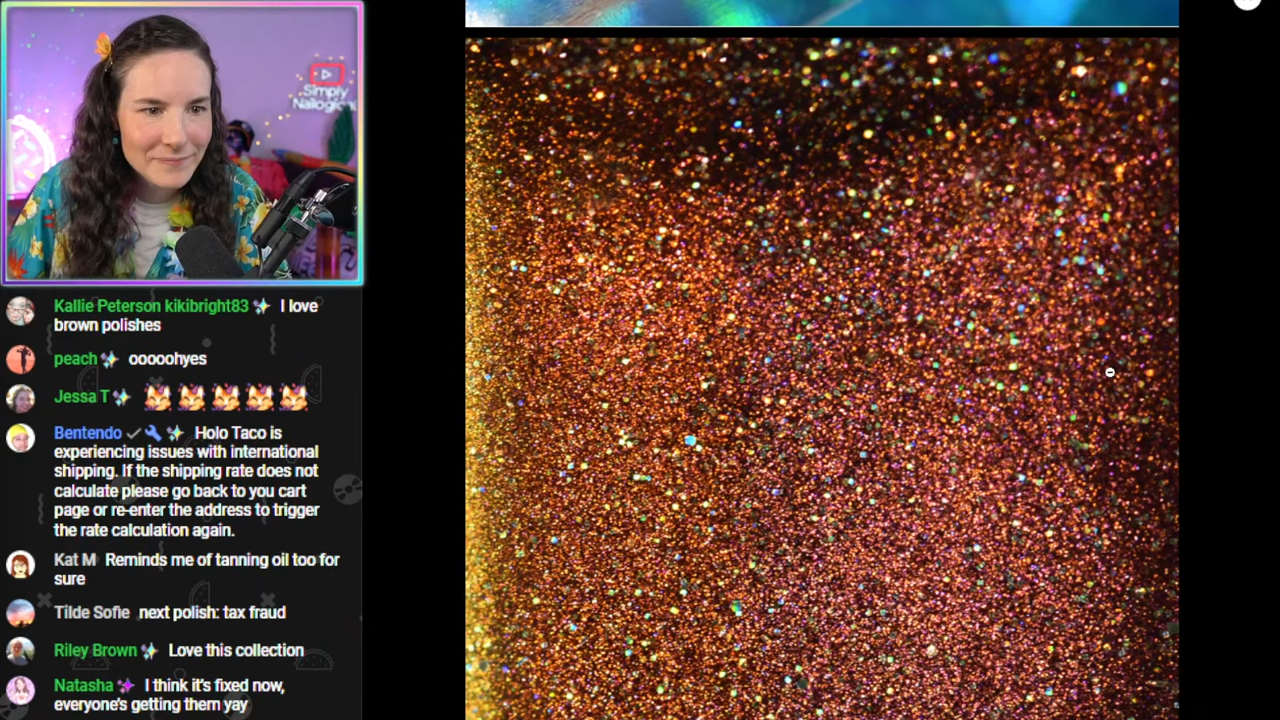 Simply
Nailogical
Kallie Peterson kikibright83 I love
brown polishes
peach ooooohyes
Jessa T
Bentendo Holo Taco is
experiencing issues with international
shipping. If the shipping rate does not
calculate please go back to you cart
page or re-enter the address to trigger
the rate calculation again.
Kat M Reminds me of tanning oil too for
sure
Tilde Sofie next polish: tax fraud
Riley Brown Love this collection
Natasha I think it's fixed now,
everyone's getting them yay